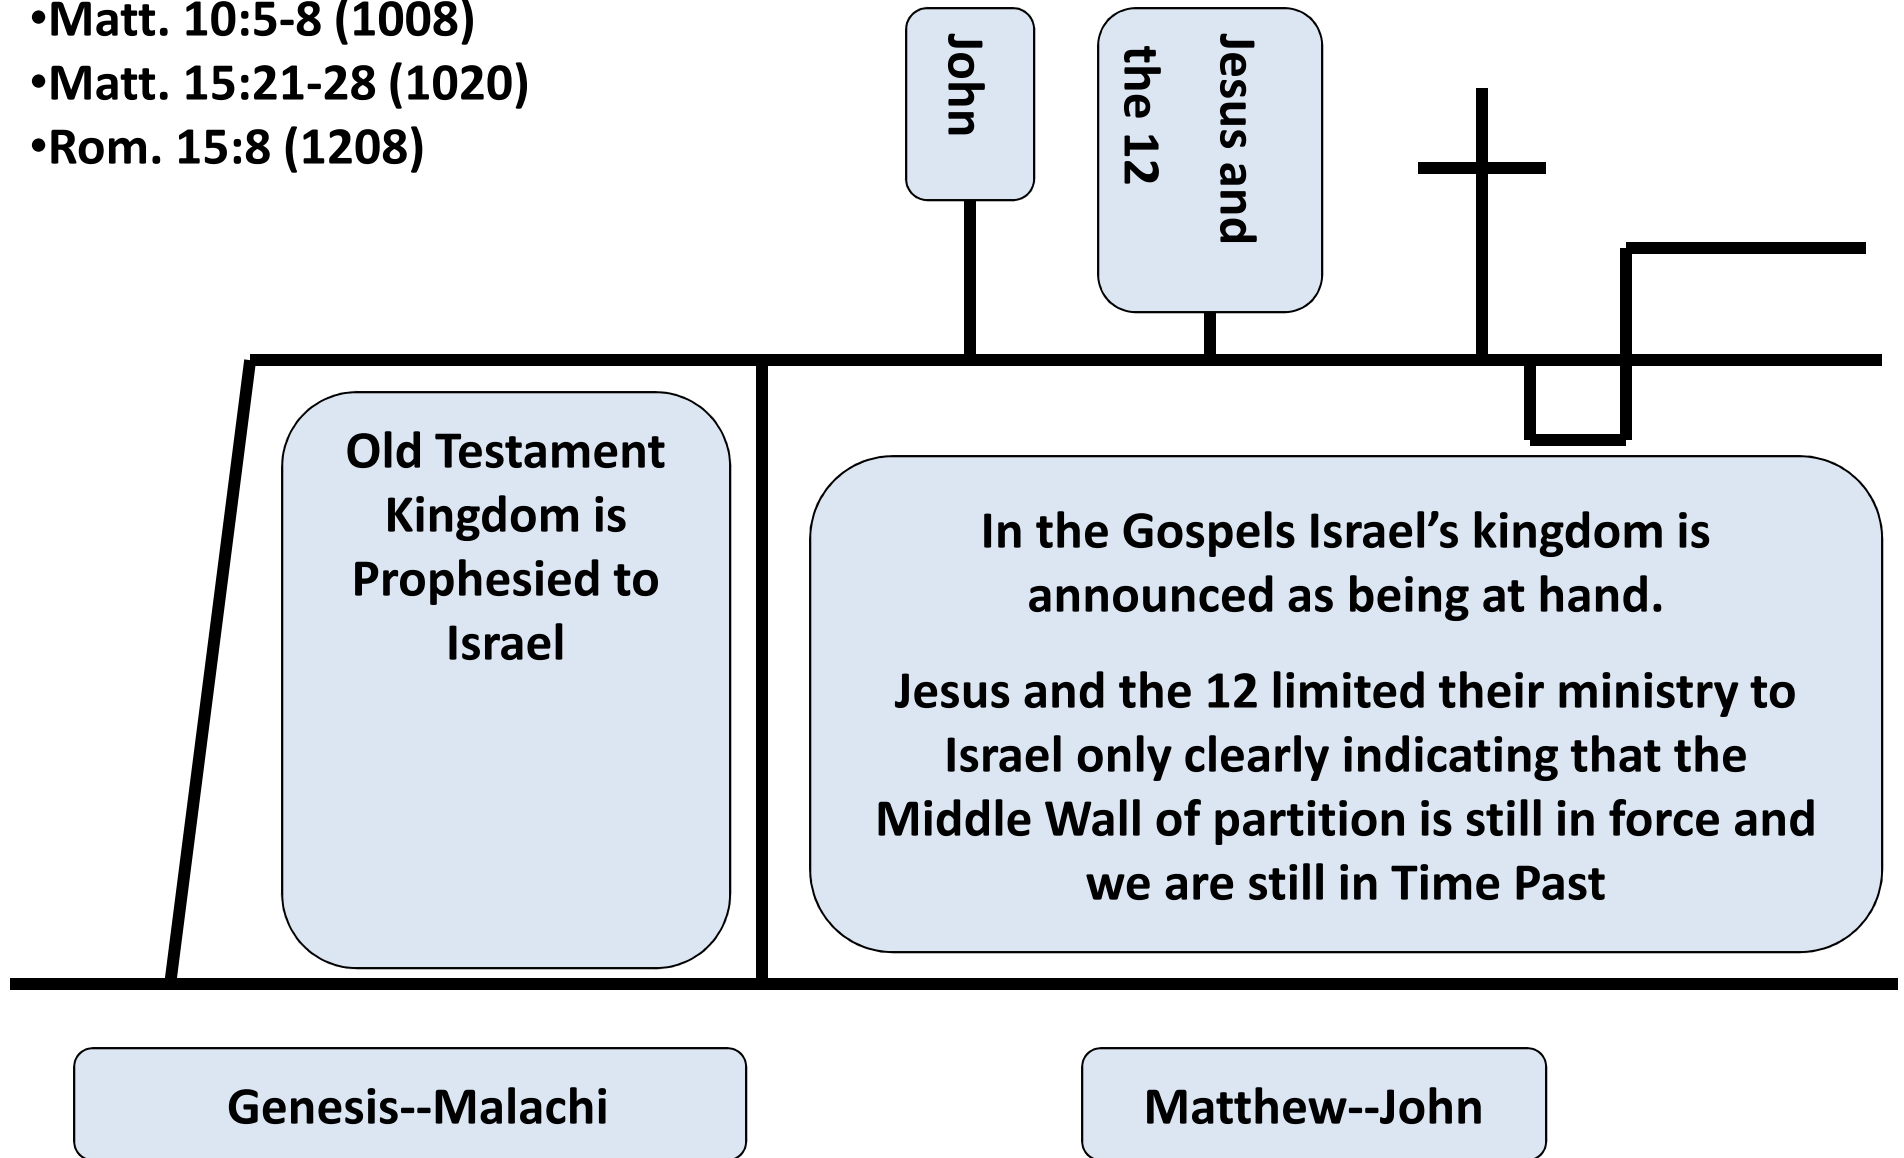 •Matt. 10:5-8 (1008)
•Matt. 15:21-28 (1020)
•Rom. 15:8 (1208)
John
Jesus and
the 12
Old Testament
Kingdom is
Prophesied to
Israel
In the Gospels Israel’s kingdom is
announced as being at hand.
Jesus and the 12 limited their ministry to
Israel only clearly indicating that the
Middle Wall of partition is still in force and
we are still in Time Past
Genesis--Malachi
Matthew--John